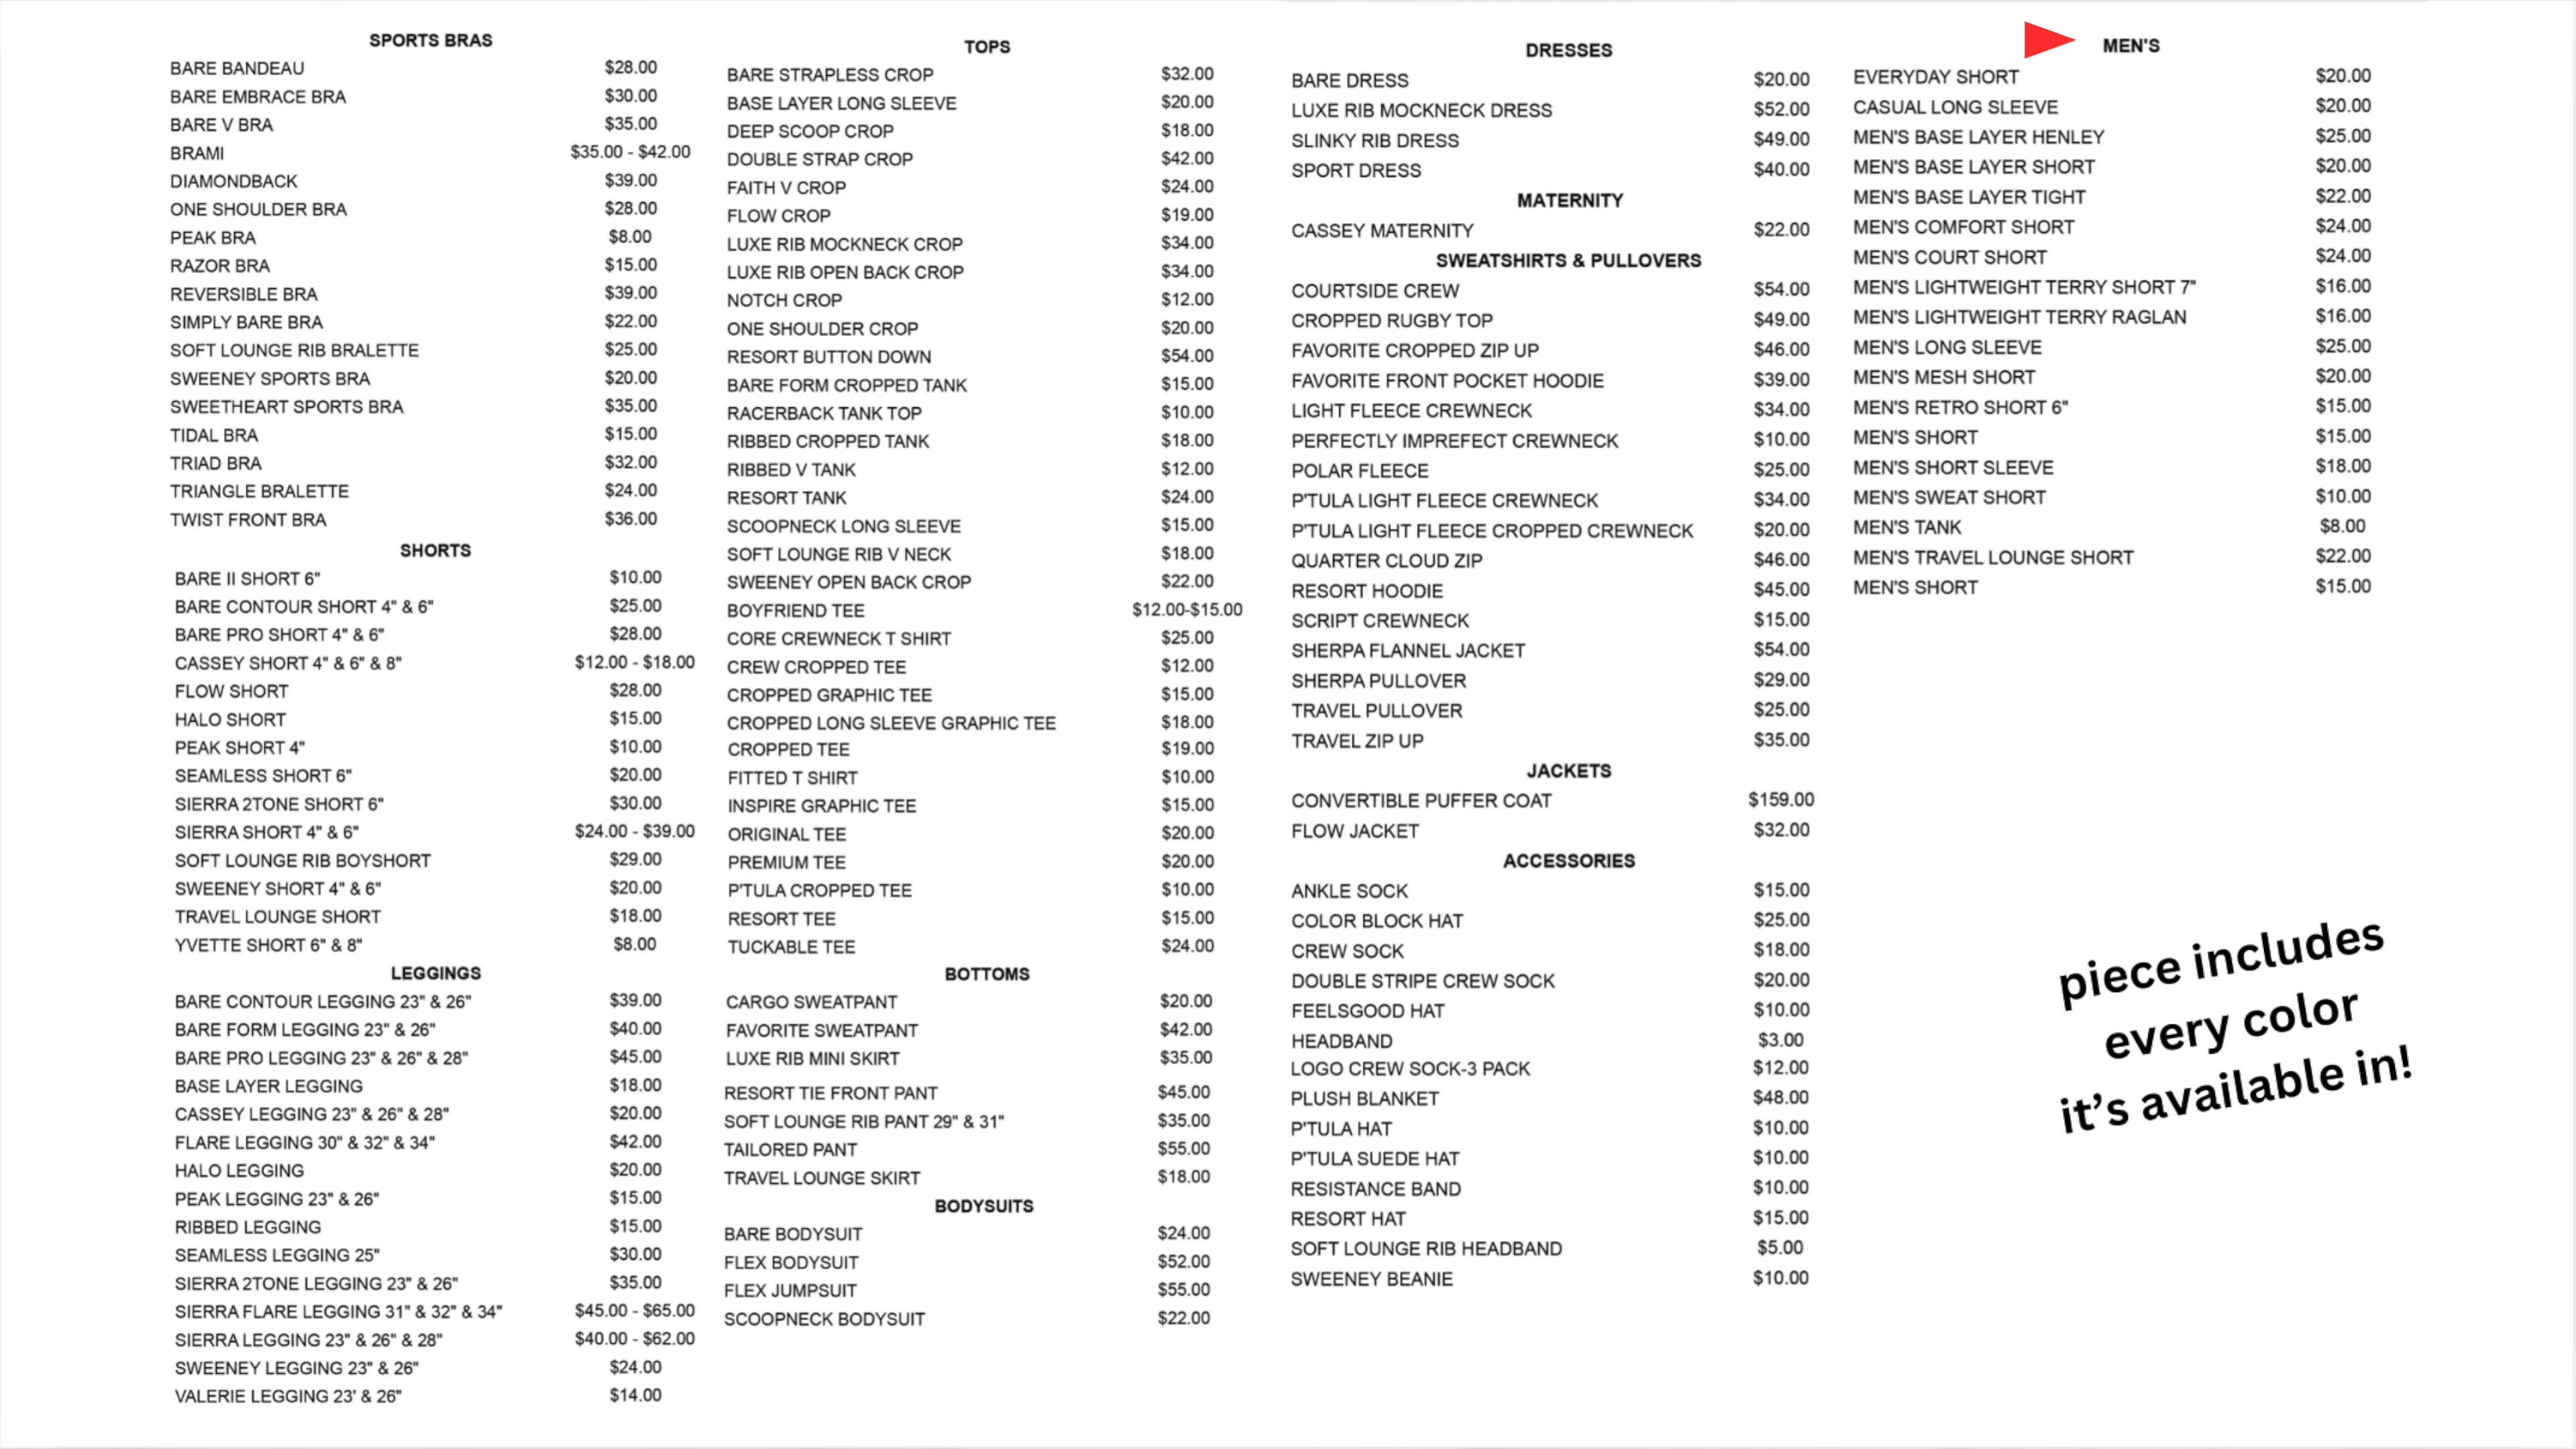 SPORTS BRAS
BARE BANDEAU $28.00
BARE EMBRACE BRA $30.00
BARE V BRA $35.00
BRAMI $35.00 - $42.00
DIAMONDBACK $39.00
ONE SHOULDER BRA $28.00
PEAK BRA $8.00
RAZOR BRA $15.00
REVERSIBLE BRA $39.00
SIMPLY BARE BRA $22.00
SOFT LOUNGE RIB BRALETTE $25.00
SWEENEY SPORTS BRA $20.00
SWEETHEART SPORTS BRA $35.00
TIDAL BRA $15.00
TRIAD BRA $32.00
TRIANGLE BRALETTE $24.00
TWIST FRONT BRA $36.00
SHORTS
BARE II SHORT 6" $10.00
BARE CONTOUR SHORT 4" & 6" $25.00
BARE PRO SHORT 4" & 6" $28.00
CASSEY SHORT 4" & 6" & 8" $12.00 - $18.00
FLOW SHORT $28.00
HALO SHORT $15.00
PEAK SHORT 4" $10.00
SEAMLESS SHORT 6" $20.00
SIERRA 2TONE SHORT 6" $30.00
SIERRA SHORT 4" & 6" $24.00 - $39.00
SOFT LOUNGE RIB BOYSHORT $29.00
SWEENEY SHORT 4" & 6" $20.00
TRAVEL LOUNGE SHORT $18.00
YVETTE SHORT 6" & 8" $8.00
LEGGINGS
BARE CONTOUR LEGGING 23" & 26" $39.00
BARE FORM LEGGING 23" & 26" $40.00
BARE PRO LEGGING 23" & 26" & 28" $45.00
BASE LAYER LEGGING $18.00
CASSEY LEGGING 23" & 26" & 28" $20.00
FLARE LEGGING 30" & 32" & 34" $42.00
HALO LEGGING $20.00
PEAK LEGGING 23" & 26" $15.00
RIBBED LEGGING $15.00
SEAMLESS LEGGING 25" $30.00
SIERRA 2TONE LEGGING 23" & 26" $35.00
SIERRA FLARE LEGGING 31" & 32" & 34" $45.00 - $65.00
SIERRA LEGGING 23" & 26" & 28" $40.00 - $62.00
SWEENEY LEGGING 23" & 26" $24.00
VALERIE LEGGING 23' & 26" $14.00
TOPS
BARE STRAPLESS CROP $32.00
BASE LAYER LONG SLEEVE $20.00
DEEP SCOOP CROP $18.00
DOUBLE STRAP CROP $42.00
FAITH V CROP $24.00
FLOW CROP $19.00
LUXE RIB MOCKNECK CROP $34.00
LUXE RIB OPEN BACK CROP $34.00
NOTCH CROP $12.00
ONE SHOULDER CROP $20.00
RESORT BUTTON DOWN $54.00
BARE FORM CROPPED TANK $15.00
RACERBACK TANK TOP $10.00
RIBBED CROPPED TANK $18.00
RIBBED V TANK $12.00
RESORT TANK $24.00
SCOOPNECK LONG SLEEVE $15.00
SOFT LOUNGE RIB V NECK $18.00
SWEENEY OPEN BACK CROP $22.00
BOYFRIEND TEE $12.00-$15.00
CORE CREWNECK T SHIRT $25.00
CREW CROPPED TEE $12.00
CROPPED GRAPHIC TEE $15.00
CROPPED LONG SLEEVE GRAPHIC TEE $18.00
CROPPED TEE $19.00
FITTED T SHIRT $10.00
INSPIRE GRAPHIC TEE $15.00
ORIGINAL TEE $20.00
PREMIUM TEE $20.00
P'TULA CROPPED TEE $10.00
RESORT TEE $15.00
TUCKABLE TEE $24.00
BOTTOMS
CARGO SWEATPANT $20.00
FAVORITE SWEATPANT $42.00
LUXE RIB MINI SKIRT $35.00
RESORT TIE FRONT PANT $45.00
SOFT LOUNGE RIB PANT 29" & 31" $35.00
TAILORED PANT $55.00
TRAVEL LOUNGE SKIRT $18.00
BODYSUITS
BARE BODYSUIT $24.00
FLEX BODYSUIT $52.00
FLEX JUMPSUIT $55.00
SCOOPNECK BODYSUIT $22.00
DRESSES
BARE DRESS $20.00
LUXE RIB MOCKNECK DRESS $52.00
SLINKY RIB DRESS $49.00
SPORT DRESS $40.00
MATERNITY
CASSEY MATERNITY $22.00
SWEATSHIRTS & PULLOVERS
COURTSIDE CREW $54.00
CROPPED RUGBY TOP $49.00
FAVORITE CROPPED ZIP UP $46.00
FAVORITE FRONT POCKET HOODIE $39.00
LIGHT FLEECE CREWNECK $34.00
PERFECTLY IMPREFECT CREWNECK $10.00
POLAR FLEECE $25.00
P'TULA LIGHT FLEECE CREWNECK $34.00
P'TULA LIGHT FLEECE CROPPED CREWNECK $20.00
QUARTER CLOUD ZIP $46.00
RESORT HOODIE $45.00
SCRIPT CREWNECK $15.00
SHERPA FLANNEL JACKET $54.00
SHERPA PULLOVER $29.00
TRAVEL PULLOVER $25.00
TRAVEL ZIP UP $35.00
JACKETS
CONVERTIBLE PUFFER COAT $159.00
FLOW JACKET $32.00
ACCESSORIES
ANKLE SOCK $15.00
COLOR BLOCK HAT $25.00
CREW SOCK $18.00
DOUBLE STRIPE CREW SOCK $20.00
FEELSGOOD HAT $10.00
HEADBAND $3.00
LOGO CREW SOCK-3 PACK $12.00
PLUSH BLANKET $48.00
P'TULA HAT $10.00
P'TULA SUEDE HAT $10.00
RESISTANCE BAND $10.00
RESORT HAT $15.00
SOFT LOUNGE RIB HEADBAND $5.00
SWEENEY BEANIE $10.00
MEN'S
EVERYDAY SHORT $20.00
CASUAL LONG SLEEVE $20.00
MEN'S BASE LAYER HENLEY $25.00
MEN'S BASE LAYER SHORT $20.00
MEN'S BASE LAYER TIGHT $22.00
MEN'S COMFORT SHORT $24.00
MEN'S COURT SHORT $24.00
MEN'S LIGHTWEIGHT TERRY SHORT 7" $16.00
MEN'S LIGHTWEIGHT TERRY RAGLAN $16.00
MEN'S LONG SLEEVE $25.00
MEN'S MESH SHORT $20.00
MEN'S RETRO SHORT 6" $15.00
MEN'S SHORT $15.00
MEN'S SHORT SLEEVE $18.00
MEN'S SWEAT SHORT $10.00
MEN'S TANK $8.00
MEN'S TRAVEL LOUNGE SHORT $22.00
MEN'S SHORT $15.00
piece includes
every color
it’s available in!